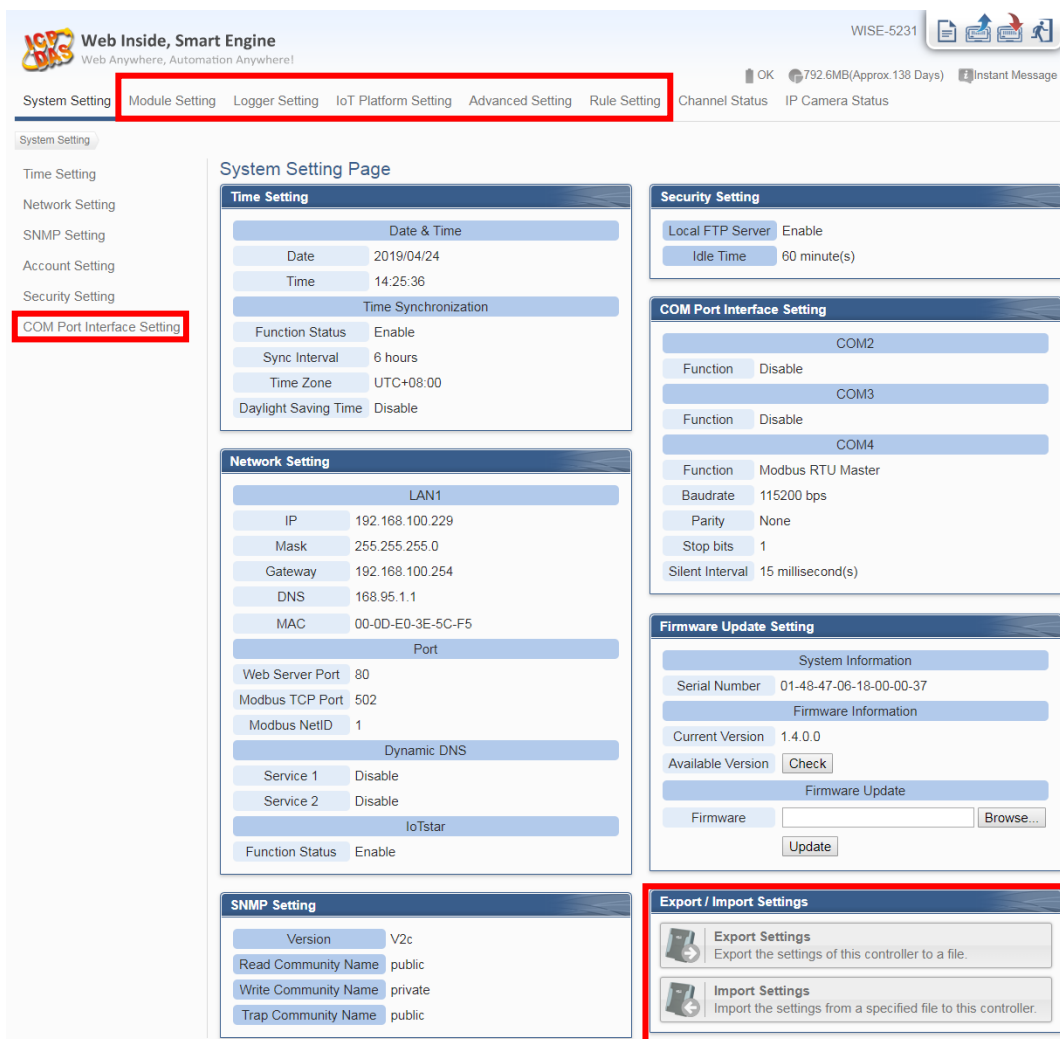 WISE-5231
ICP DAS
Web Inside, Smart Engine
Web Anywhere, Automation Anywhere!
OK 792.6MB(Approx.138 Days) Instant Message
System Setting Module Setting Logger Setting IoT Platform Setting Advanced Setting Rule Setting Channel Status IP Camera Status
System Setting
Time Setting
Network Setting
SNMP Setting
Account Setting
Security Setting
COM Port Interface Setting
System Setting Page
Time Setting
Date & Time
Date 2019/04/24
Time 14:25:36
Time Synchronization
Function Status Enable
Sync Interval 6 hours
Time Zone UTC+08:00
Daylight Saving Time Disable
Network Setting
LAN1
IP 192.168.100.229
Mask 255.255.255.0
Gateway 192.168.100.254
DNS 168.95.1.1
MAC 00-0D-E0-3E-5C-F5
Port
Web Server Port 80
Modbus TCP Port 502
Modbus NetID 1
Dynamic DNS
Service 1 Disable
Service 2 Disable
IoTstar
Function Status Enable
SNMP Setting
Version V2c
Read Community Name public
Write Community Name private
Trap Community Name public
Security Setting
Local FTP Server Enable
Idle Time 60 minute(s)
COM Port Interface Setting
COM2
Function Disable
COM3
Function Disable
COM4
Function Modbus RTU Master
Baudrate 115200 bps
Parity None
Stop bits 1
Silent Interval 15 millisecond(s)
Firmware Update Setting
System Information
Serial Number 01-48-47-06-18-00-00-37
Firmware Information
Current Version 1.4.0.0
Available Version Check
Firmware Update
Firmware Browse...
Update
Export / Import Settings
Export Settings
Export the settings of this controller to a file.
Import Settings
Import the settings from a specified file to this controller.